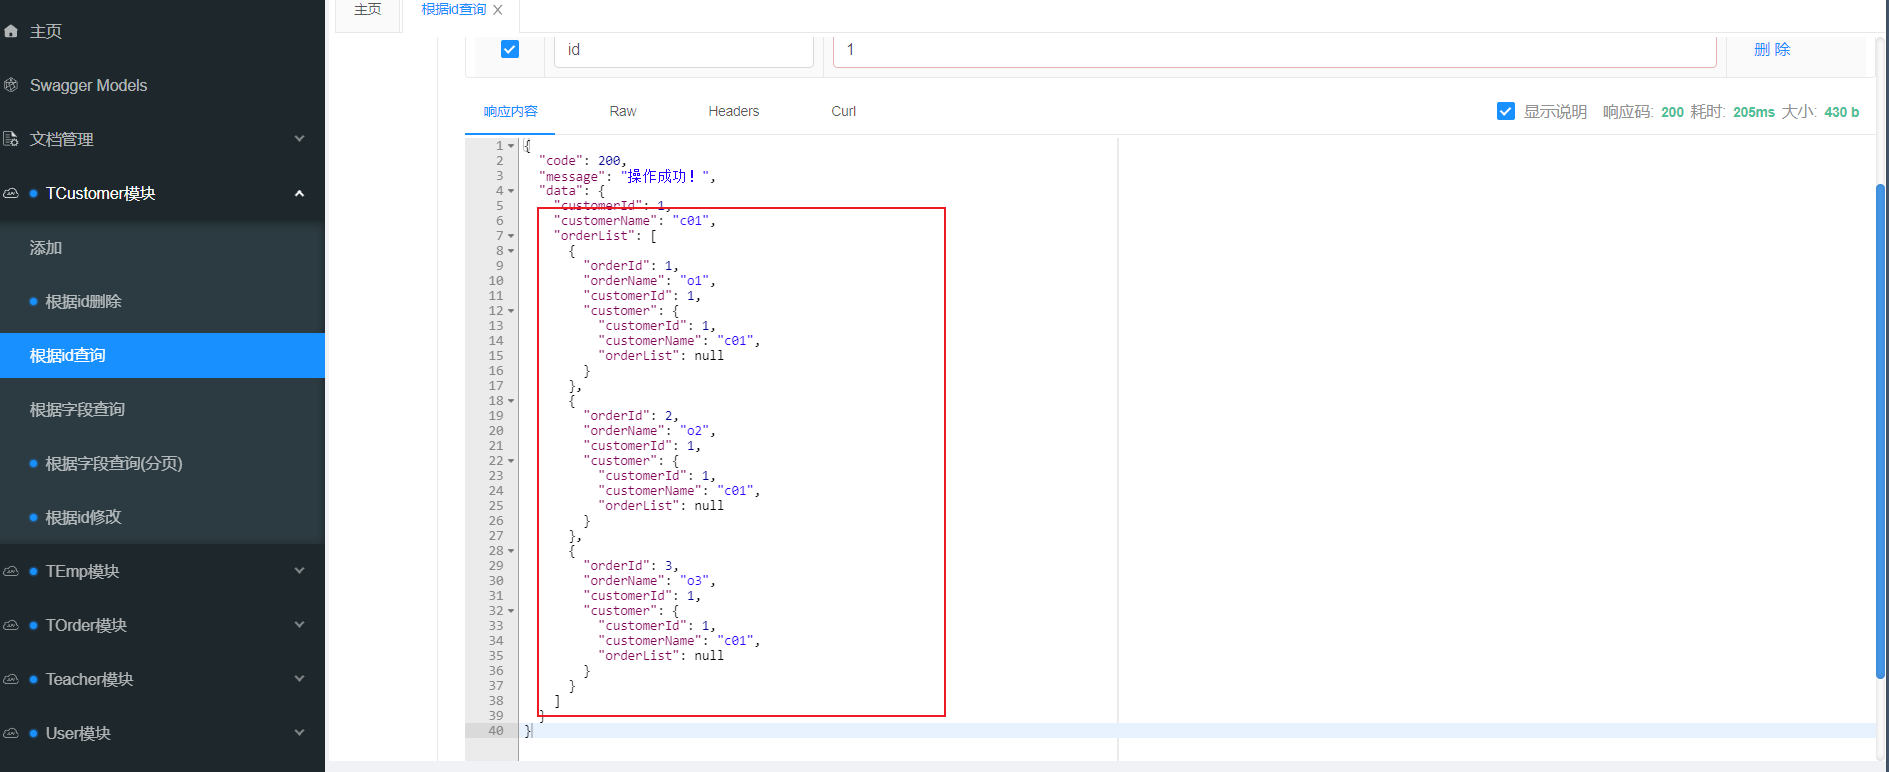 主页
Swagger Models
文档管理
TCustomer模块
添加
根据id删除
根据id查询
根据字段查询
根据字段查询(分页)
根据id修改
TEmp模块
TOrder模块
Teacher模块
User模块
主页 根据id查询
id 1 删 除
响应内容 Raw Headers Curl 显示说明 响应码: 200 耗时: 205ms 大小: 430 b
1 {
2 "code": 200,
3 "message": "操作成功！",
4 "data": {
5 "customerId": 1,
6 "customerName": "c01",
7 "orderList": [
8 {
9 "orderId": 1,
10 "orderName": "o1",
11 "customerId": 1,
12 "customer": {
13 "customerId": 1,
14 "customerName": "c01",
15 "orderList": null
16 }
17 },
18 {
19 "orderId": 2,
20 "orderName": "o2",
21 "customerId": 1,
22 "customer": {
23 "customerId": 1,
24 "customerName": "c01",
25 "orderList": null
26 }
27 },
28 {
29 "orderId": 3,
30 "orderName": "o3",
31 "customerId": 1,
32 "customer": {
33 "customerId": 1,
34 "customerName": "c01",
35 "orderList": null
36 }
37 }
38 ]
39 }
40 }